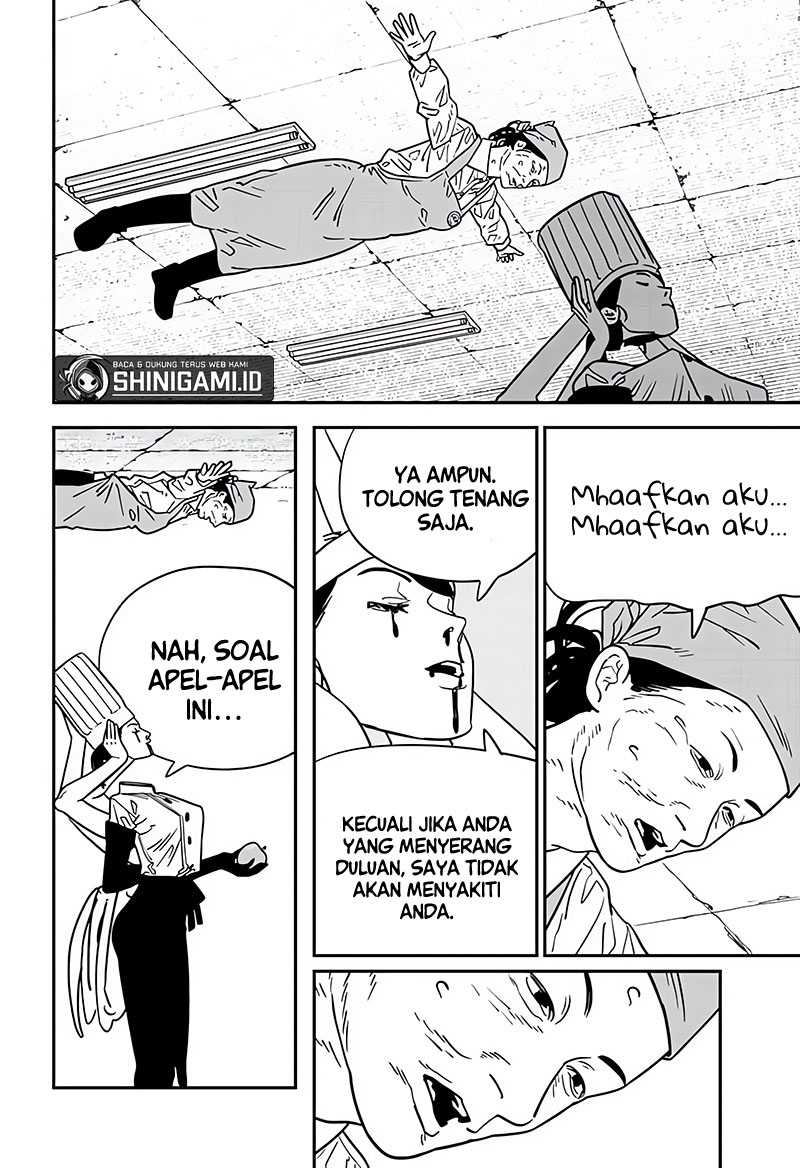 BACA & DUKUNG TERUS WEB KAMI
SHINIGAMI.ID
Mhaafkan aku...
Mhaafkan aku...
YA AMPUN.
TOLONG TENANG
SAJA.
KECUALI JIKA ANDA
YANG MENYERANG
DULUAN, SAYA TIDAK
AKAN MENYAKITI
ANDA.
NAH, SOAL
APEL-APEL
INI...